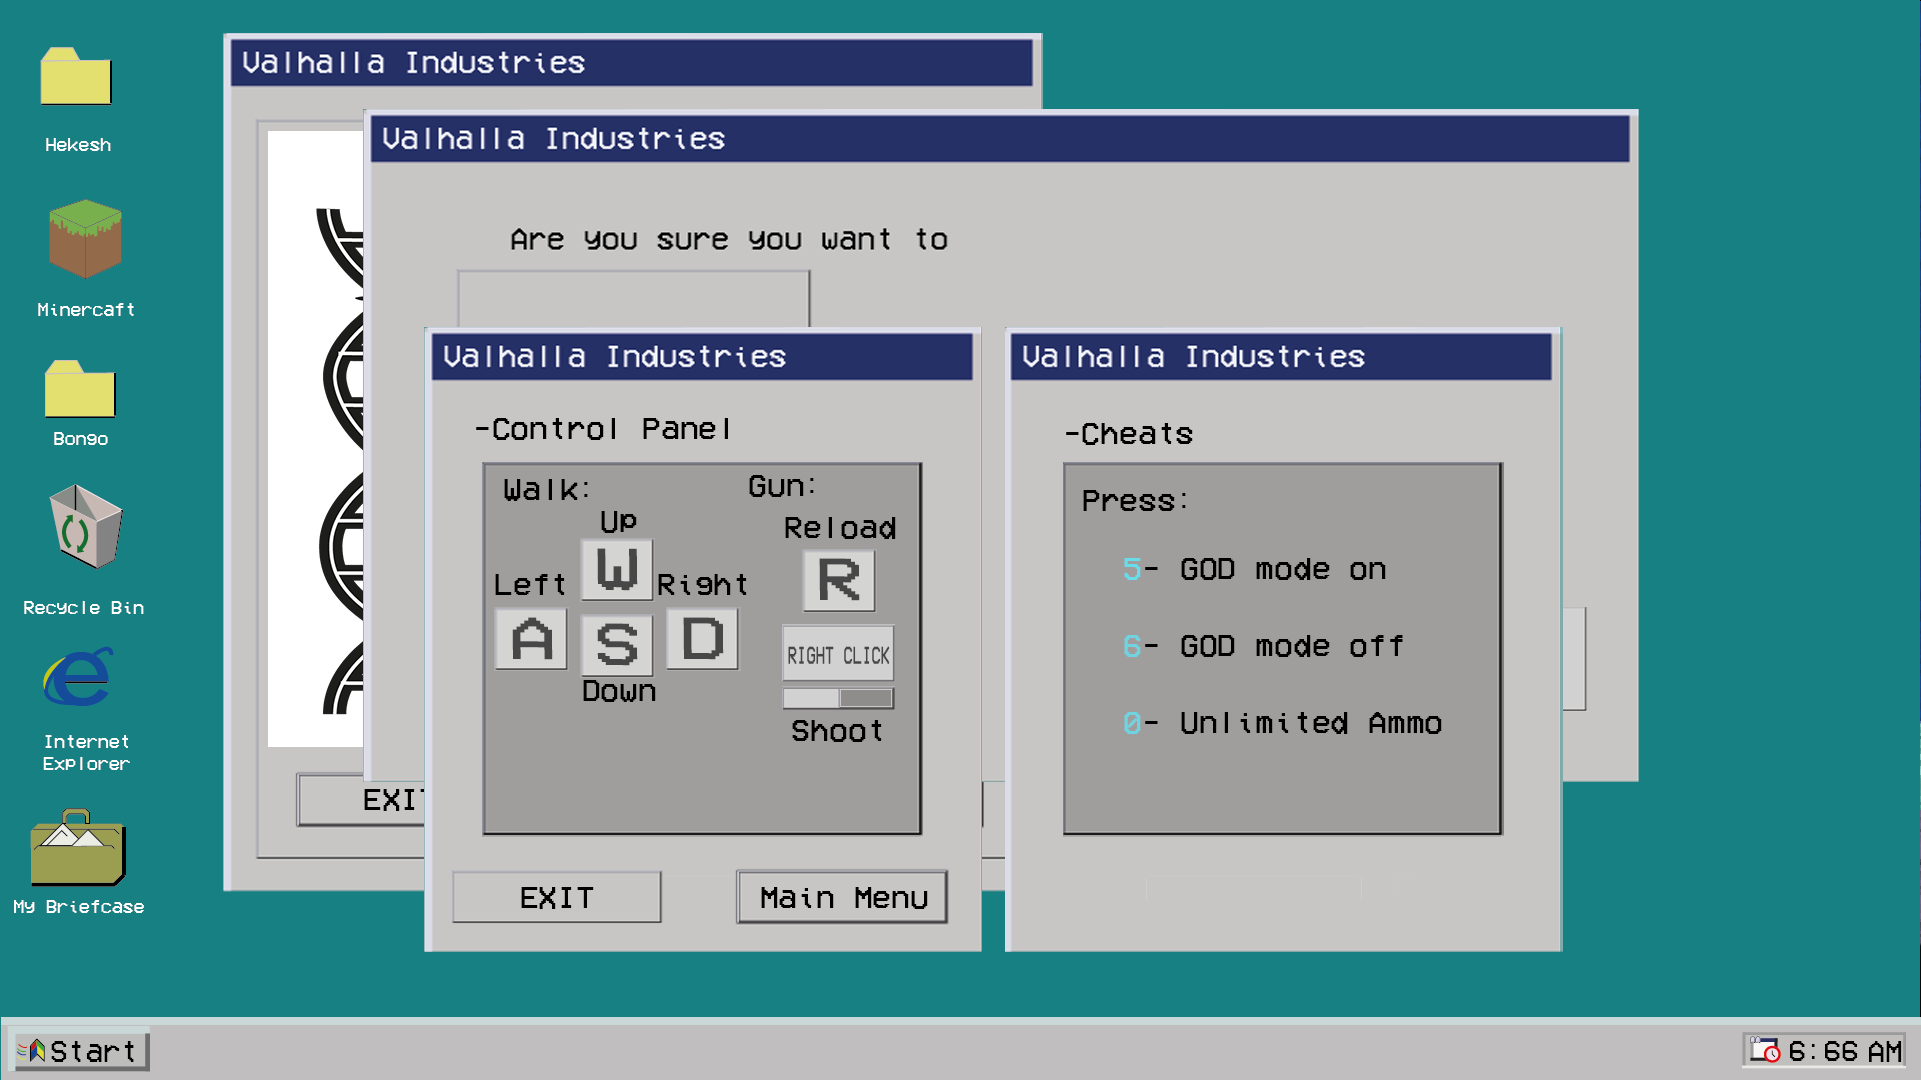 Hekesh
Minercaft
Bongo
Recycle Bin
Internet
Explorer
My Briefcase
Valhalla Industries
EXIT
Valhalla Industries
Are you sure you want to
Valhalla Industries
-Control Panel
Walk:
Gun:
Up
Reload
W
R
Left
Right
A
S
D
RIGHT CLICK
Down
Shoot
EXIT
Main Menu
Valhalla Industries
-Cheats
Press:
5- GOD mode on
6- GOD mode off
0- Unlimited Ammo
Start
6:66 AM